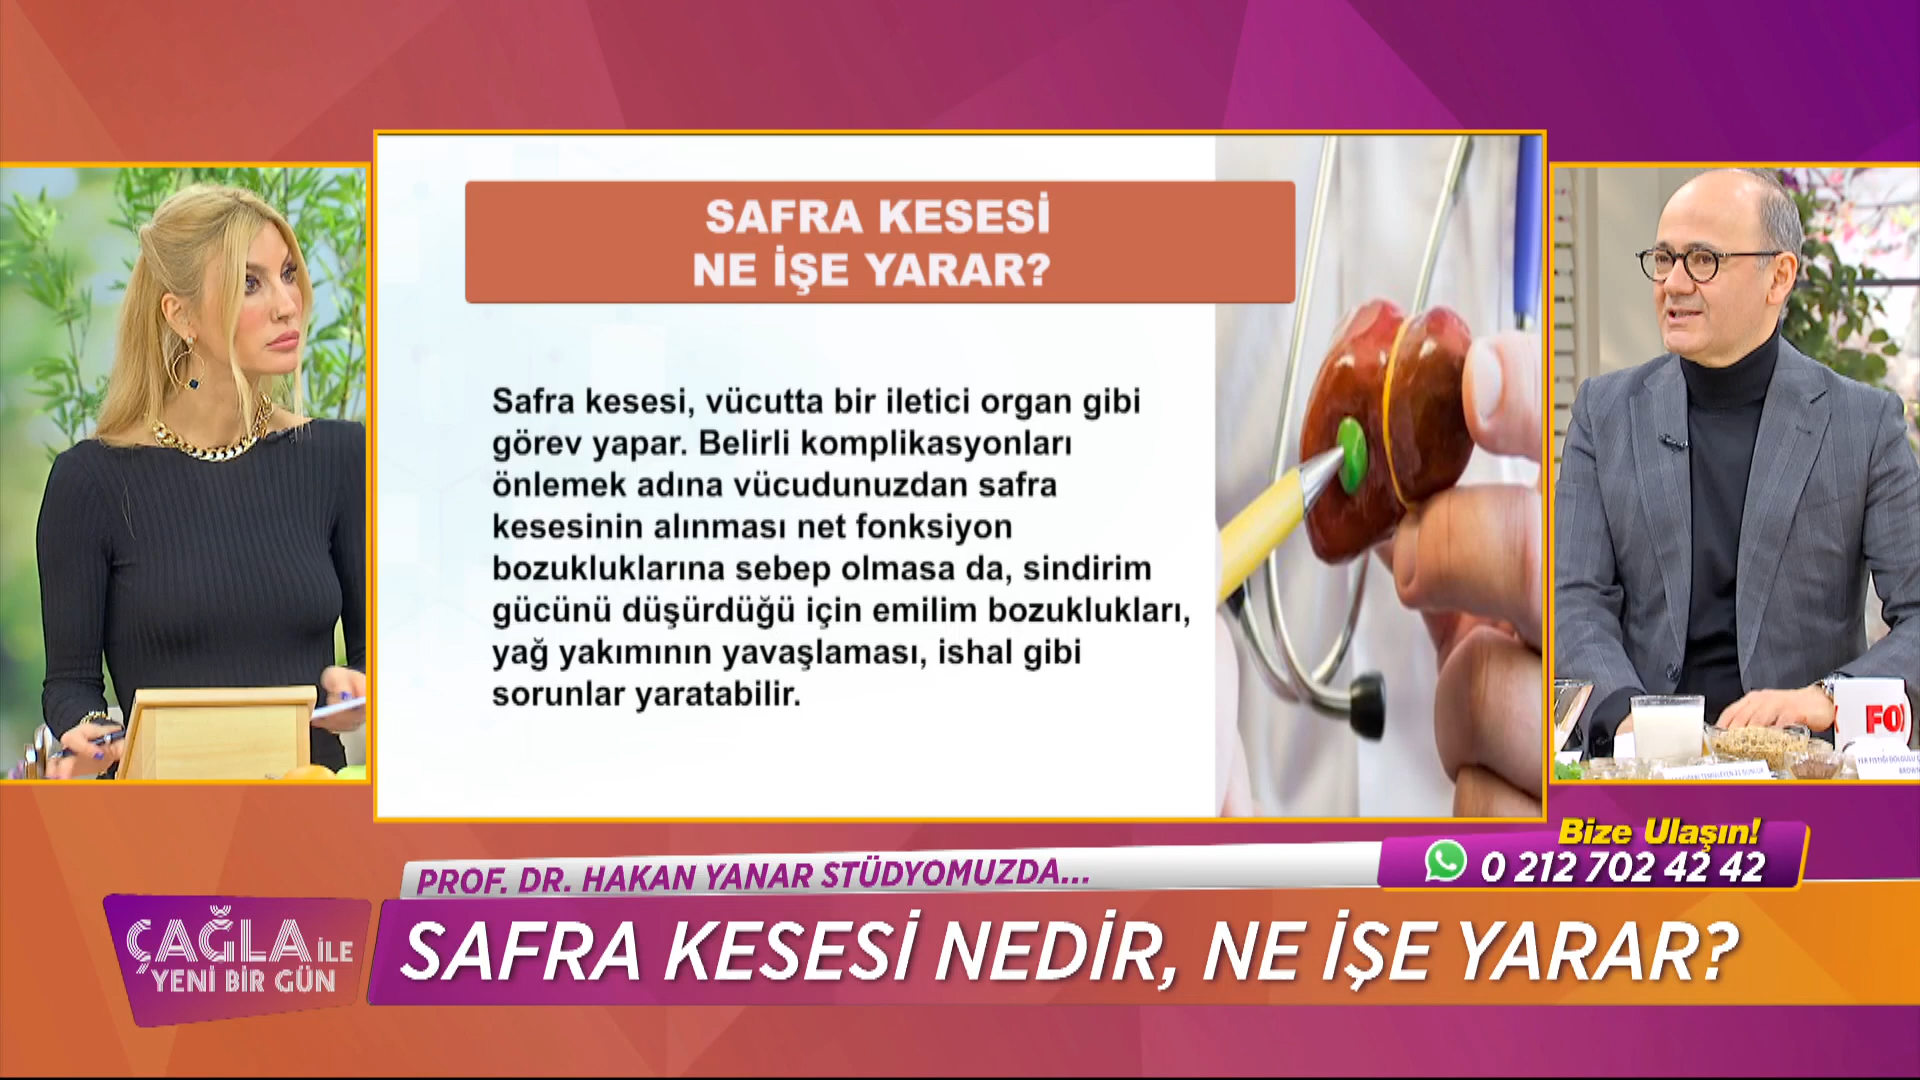 SAFRA KESESİ
NE İŞE YARAR?
Safra kesesi, vücutta bir iletici organ gibi
görev yapar. Belirli komplikasyonları
önlemek adına vücudunuzdan safra
kesesinin alınması net fonksiyon
bozukluklarına sebep olmasa da, sindirim
gücünü düşürdüğü için emilim bozuklukları,
yağ yakımının yavaşlaması, ishal gibi
sorunlar yaratabilir.
FOX
YER FISTIĞI DOLGULU
Bize Ulaşın!
0 212 702 42 42
PROF. DR. HAKAN YANAR STÜDYOMUZDA...
ÇAĞLA İLE
YENİ BİR GÜN
SAFRA KESESİ NEDİR, NE İŞE YARAR?